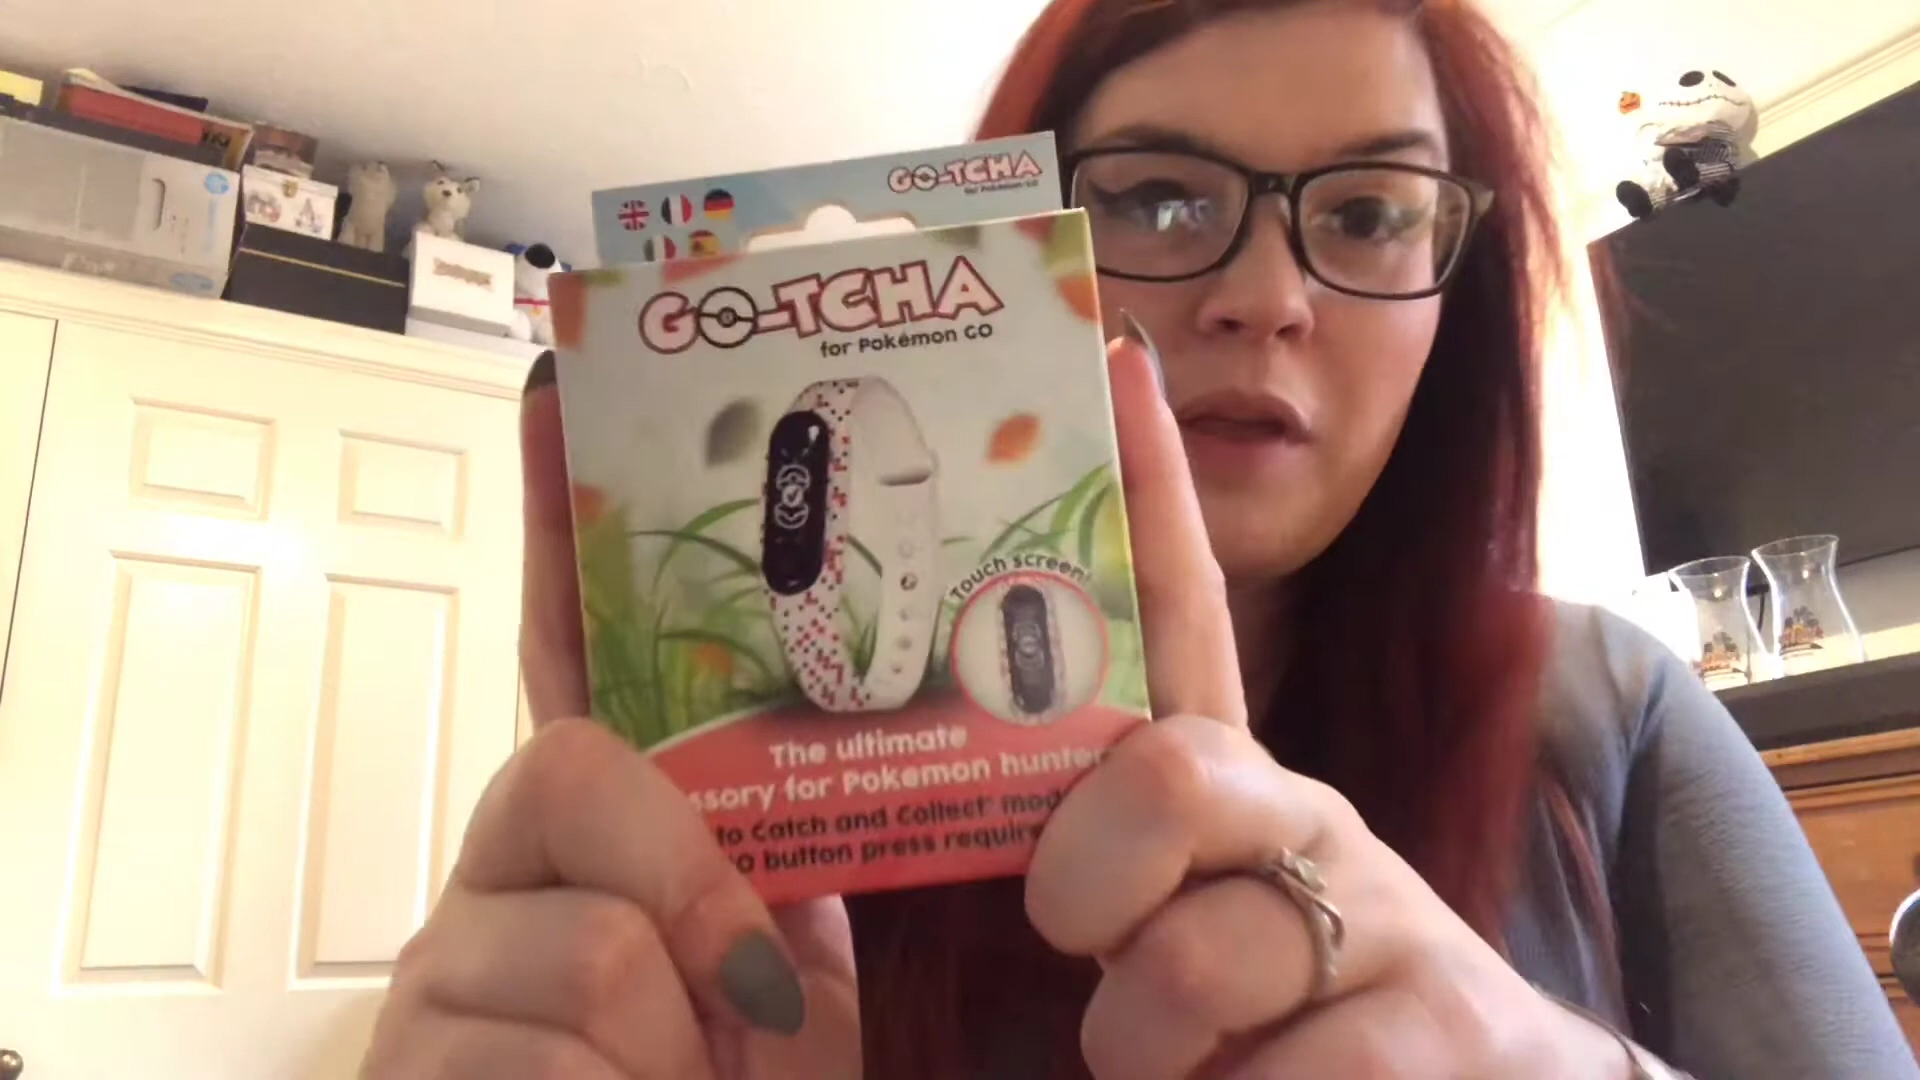 GO-TCHA
for Pokémon GO
GO-TCHA
for Pokémon GO
Touch screen!
The ultimate
ssory for Pokemon hunte
to Catch and Collect* mod
o button press require